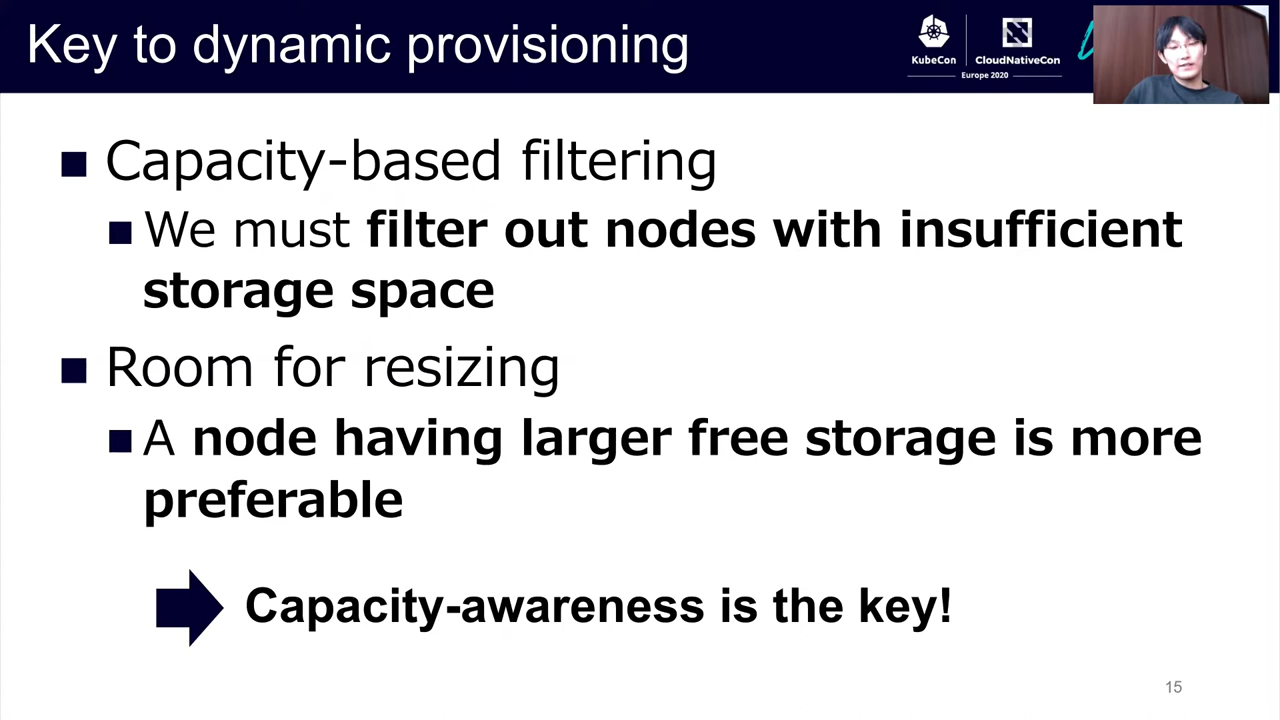 Key to dynamic provisioning
KubeCon
CloudNativeCon
Europe 2020
Capacity-based filtering
We must filter out nodes with insufficient
storage space
Room for resizing
A node having larger free storage is more
preferable
Capacity-awareness is the key!
15